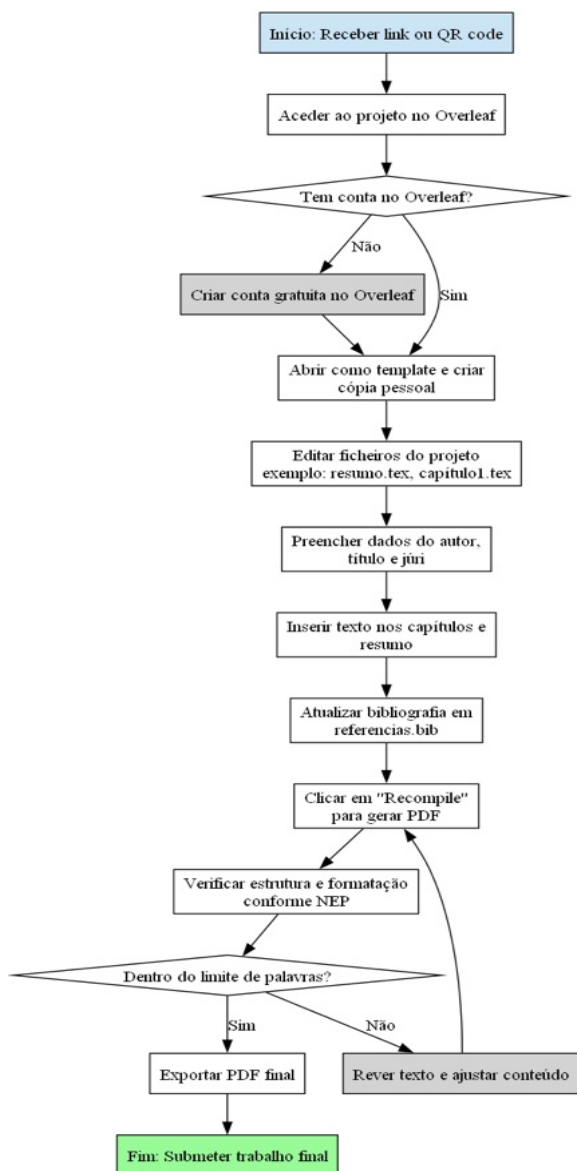 Início: Receber link ou QR code
Aceder ao projeto no Overleaf
Tem conta no Overleaf?
Não
Criar conta gratuita no Overleaf
Sim
Abrir como template e criar
cópia pessoal
Editar ficheiros do projeto
exemplo: resumo.tex, capítulo1.tex
Preencher dados do autor,
título e júri
Inserir texto nos capítulos e
resumo
Atualizar bibliografia em
referencias.bib
Clicar em "Recompile"
para gerar PDF
Verificar estrutura e formatação
conforme NEP
Dentro do limite de palavras?
Sim
Não
Exportar PDF final
Rever texto e ajustar conteúdo
Fim: Submeter trabalho final